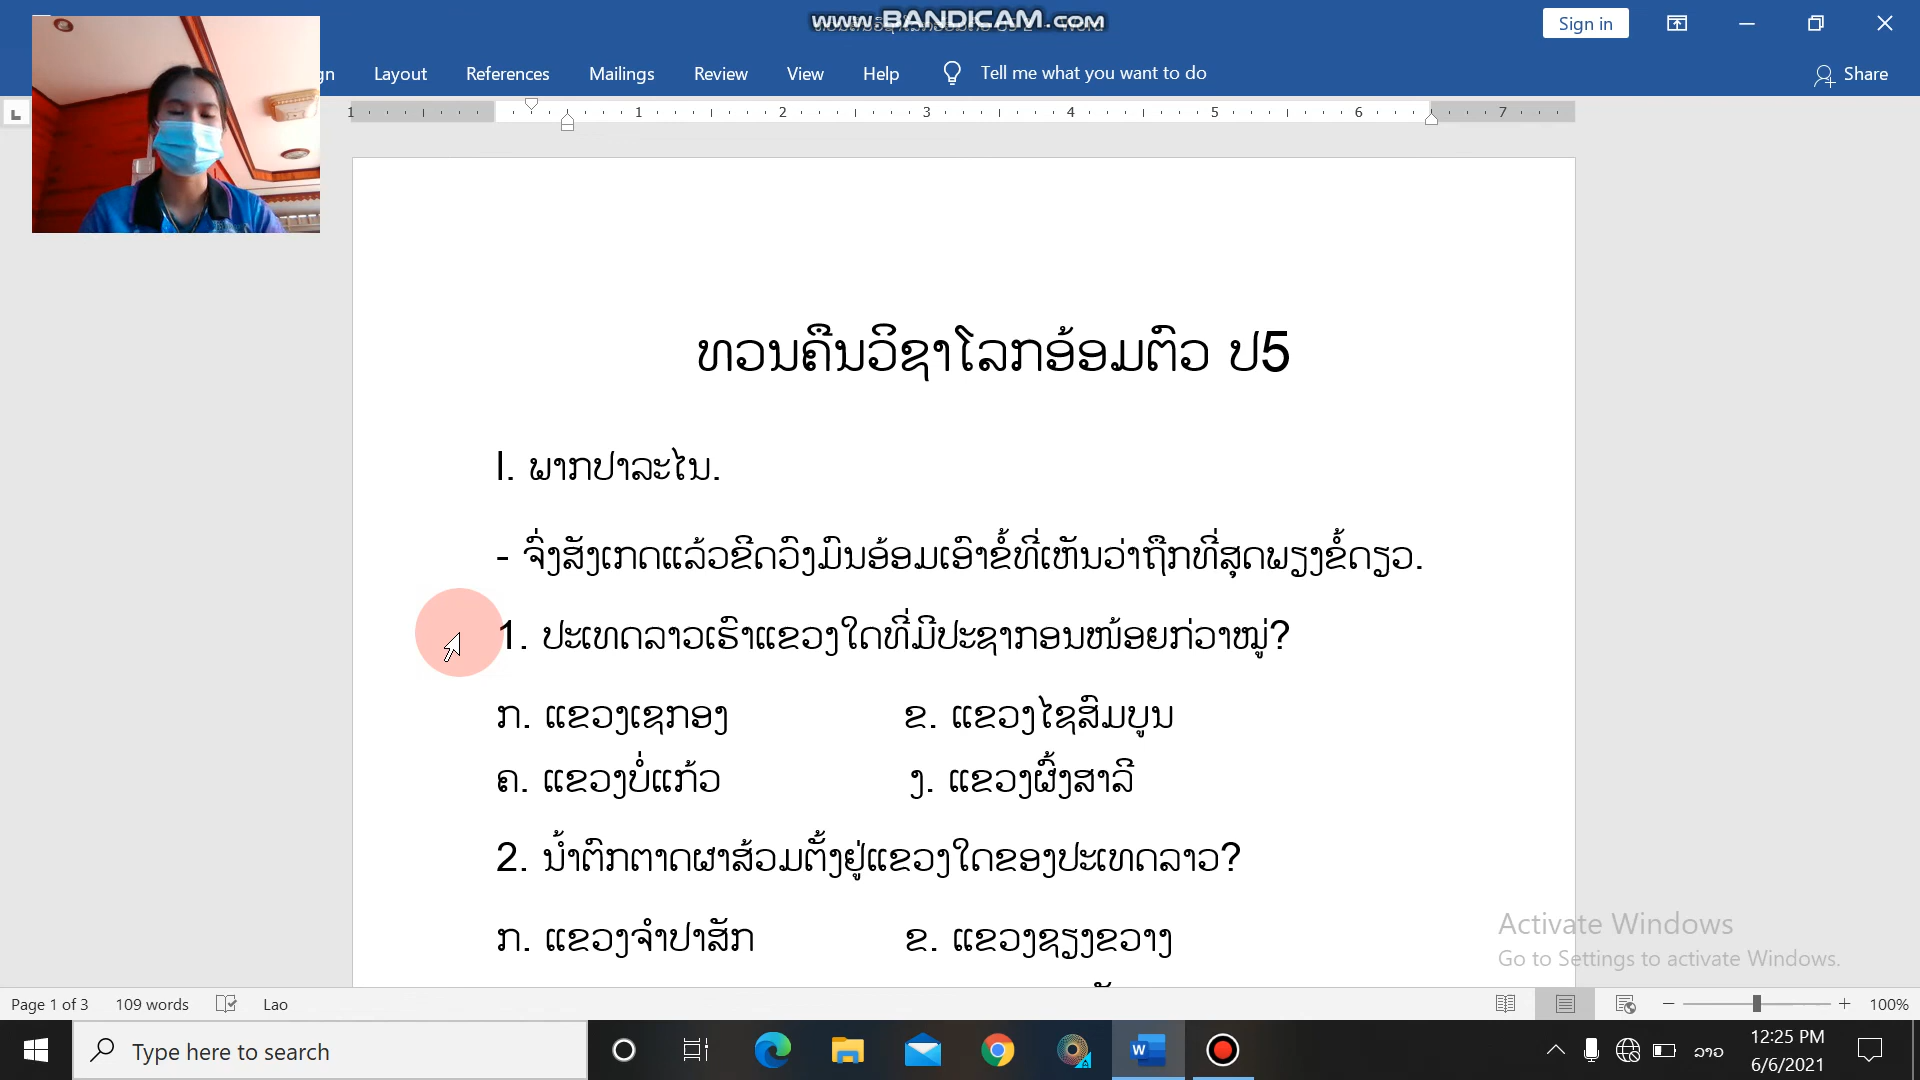 www.BANDICAM.com
Sign in
Layout References Mailings Review View Help Tell me what you want to do Share
1 1 2 3 4 5 6 7
ທວນຄືນວິຊາໂລກອ້ອມຕົວ ປ5
I. ພາກປາລະໄນ.
- ຈົ່ງສັງເກດແລ້ວຂີດວົງມົນອ້ອມເອົາຂໍ້ທີ່ເຫັນວ່າຖືກທີ່ສຸດພຽງຂໍ້ດຽວ.
1. ປະເທດລາວເຮົາແຂວງໃດທີ່ມີປະຊາກອນໜ້ອຍກ່ວາໝູ່?
ກ. ແຂວງເຊກອງ ຂ. ແຂວງໄຊສົມບູນ
ຄ. ແຂວງບໍ່ແກ້ວ ງ. ແຂວງຜົ້ງສາລີ
2. ນ້ຳຕົກຕາດຜາສ້ວມຕັ້ງຢູ່ແຂວງໃດຂອງປະເທດລາວ?
ກ. ແຂວງຈຳປາສັກ ຂ. ແຂວງຊຽງຂວາງ
Activate Windows
Go to Settings to activate Windows.
Page 1 of 3 109 words Lao 100%
Type here to search
ລາວ
12:25 PM
6/6/2021